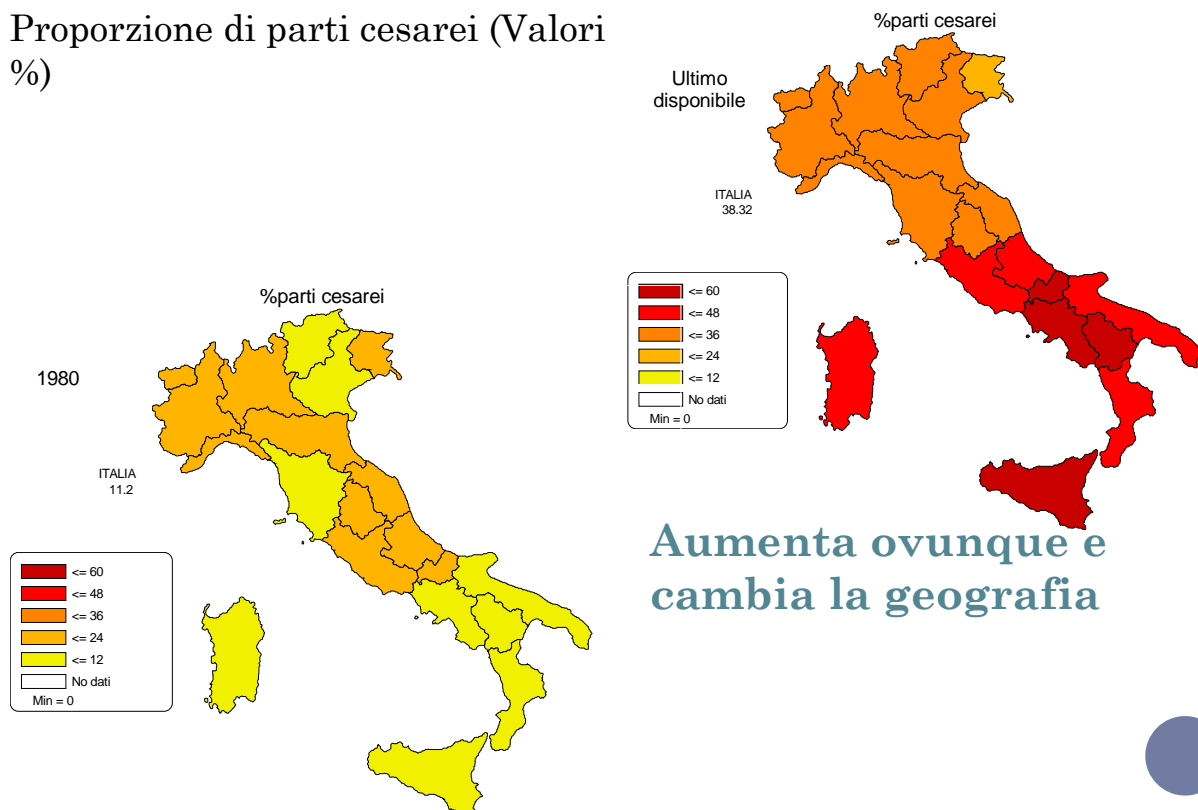 Proporzione di parti cesarei (Valori
%)
%parti cesarei
1980
ITALIA
11.2
<= 60
<= 48
<= 36
<= 24
<= 12
No dati
Min = 0
%parti cesarei
Ultimo
disponibile
ITALIA
38.32
<= 60
<= 48
<= 36
<= 24
<= 12
No dati
Min = 0
Aumenta ovunque e
cambia la geografia